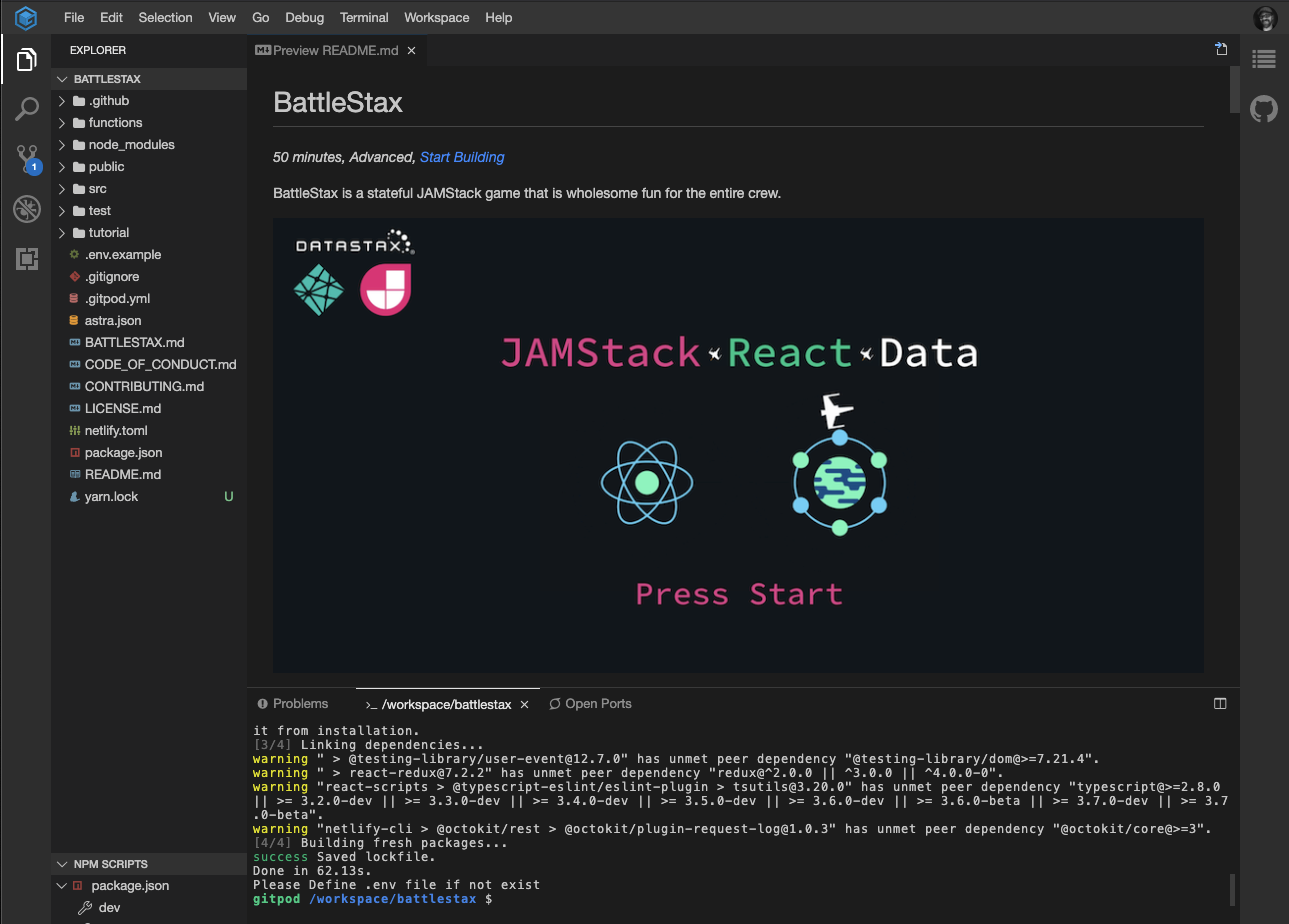 File Edit Selection View Go Debug Terminal Workspace Help
EXPLORER
BATTLESTAX
.github
functions
node_modules
public
src
test
tutorial
.env.example
.gitignore
.gitpod.yml
astra.json
BATTLESTAX.md
CODE_OF_CONDUCT.md
CONTRIBUTING.md
LICENSE.md
netlify.toml
package.json
README.md
yarn.lock U
1
NPM SCRIPTS
package.json
dev
Preview README.md
BattleStax
50 minutes, Advanced, Start Building
BattleStax is a stateful JAMStack game that is wholesome fun for the entire crew.
DATASTAX
JAMStack React Data
Press Start
Problems >_ /workspace/battlestax Open Ports
it from installation.
[3/4] Linking dependencies...
warning " > @testing-library/user-event@12.7.0" has unmet peer dependency "@testing-library/dom@>=7.21.4".
warning " > react-redux@7.2.2" has unmet peer dependency "redux@^2.0.0 || ^3.0.0 || ^4.0.0-0".
warning "react-scripts > @typescript-eslint/eslint-plugin > tsutils@3.20.0" has unmet peer dependency "typescript@>=2.8.0
|| >= 3.2.0-dev || >= 3.3.0-dev || >= 3.4.0-dev || >= 3.5.0-dev || >= 3.6.0-dev || >= 3.6.0-beta || >= 3.7.0-dev || >= 3.7
.0-beta".
warning "netlify-cli > @octokit/rest > @octokit/plugin-request-log@1.0.3" has unmet peer dependency "@octokit/core@>=3".
[4/4] Building fresh packages...
success Saved lockfile.
Done in 62.13s.
Please Define .env file if not exist
gitpod /workspace/battlestax $